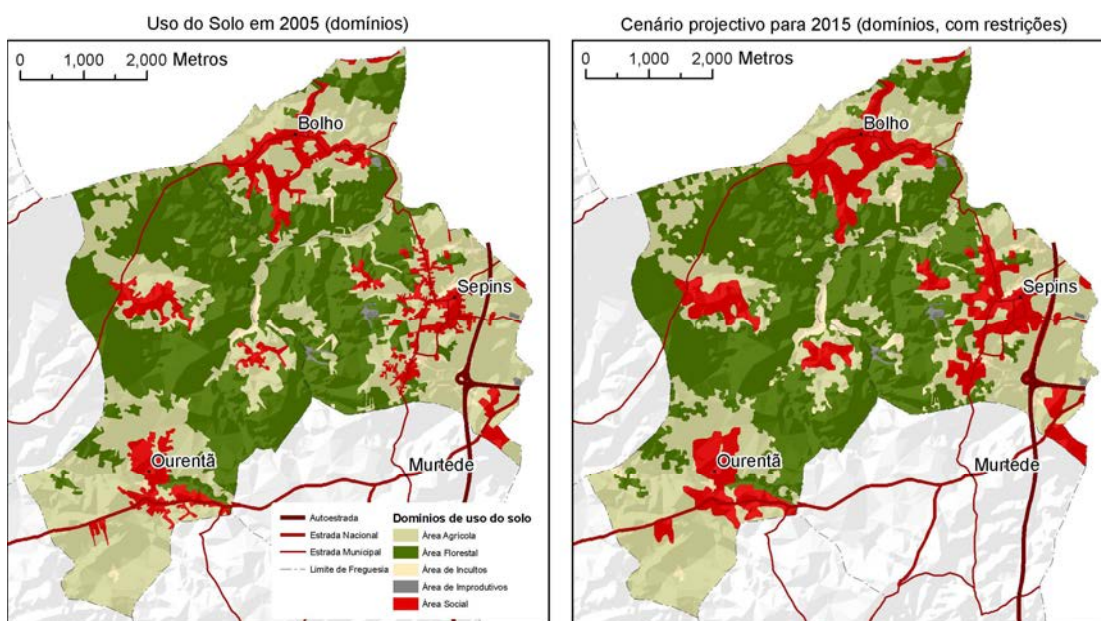 Uso do Solo em 2005 (domínios)
0 1,000 2,000 Metros
Bolho
Sepins
Ourentã
Murtede
Autoestrada
Estrada Nacional
Estrada Municipal
Limite de Freguesia
Domínios de uso do solo
Área Agrícola
Área Florestal
Área de Incultos
Área de Improdutivos
Área Social
Cenário projectivo para 2015 (domínios, com restrições)
0 1,000 2,000 Metros
Bolho
Sepins
Ourentã
Murtede